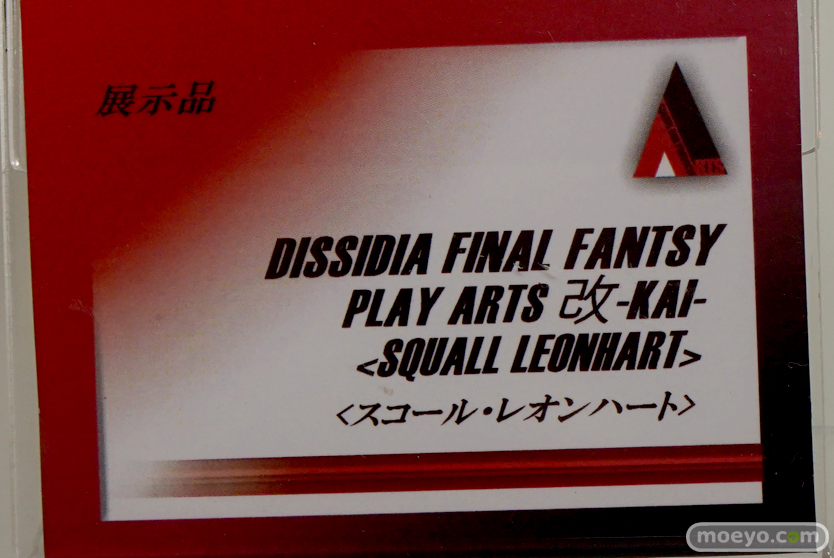 展示品
ARTS
DISSIDIA FINAL FANTSY
PLAY ARTS 改-KAI-
<SQUALL LEONHART>
〈スコール・レオンハート〉
moeyo.com